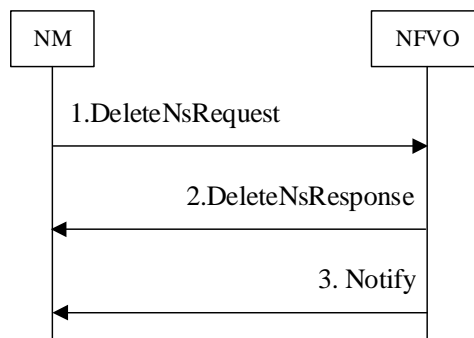 NM
NFVO
1.DeleteNsRequest
2.DeleteNsResponse
3. Notify